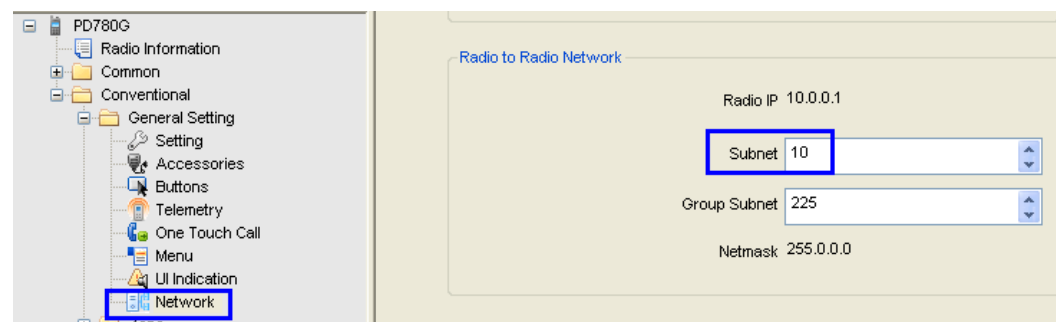 PD780G
Radio Information
Common
Conventional
General Setting
Setting
Accessories
Buttons
Telemetry
One Touch Call
Menu
UI Indication
Network
Radio to Radio Network
Radio IP 10.0.0.1
Subnet 10
Group Subnet 225
Netmask 255.0.0.0